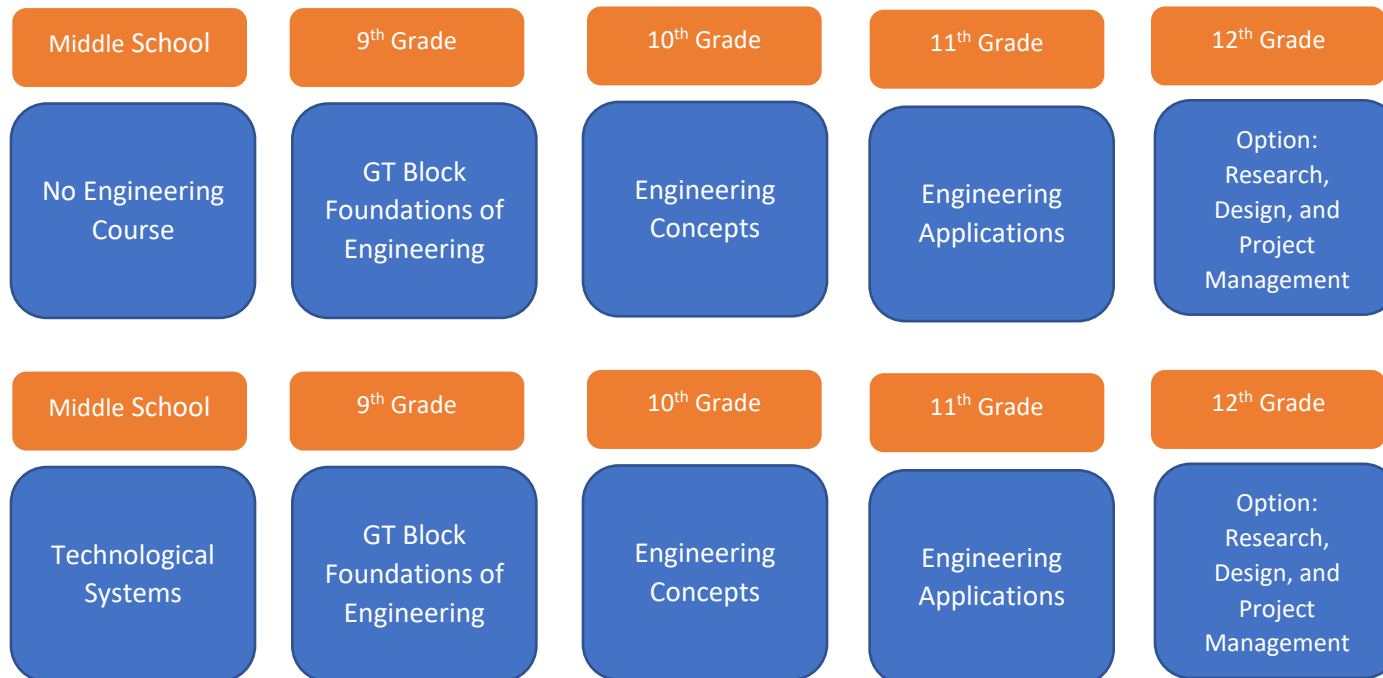 Middle School
9th Grade
10th Grade
11th Grade
12th Grade
No Engineering
Course
GT Block
Foundations of
Engineering
Engineering
Concepts
Engineering
Applications
Option:
Research,
Design, and
Project
Management
Middle School
9th Grade
10th Grade
11th Grade
12th Grade
Technological
Systems
GT Block
Foundations of
Engineering
Engineering
Concepts
Engineering
Applications
Option:
Research,
Design, and
Project
Management